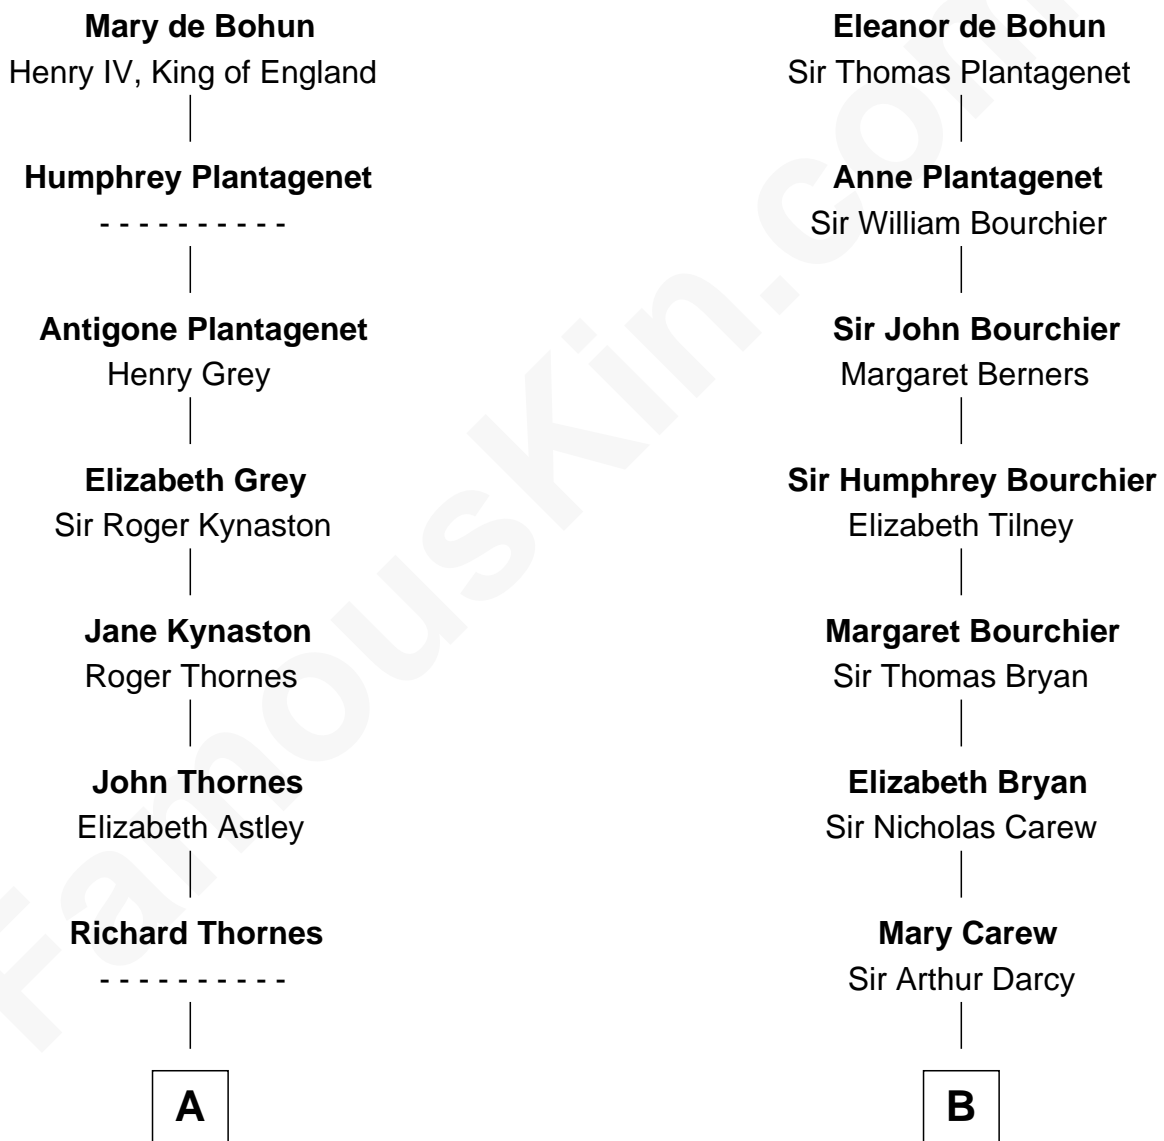 Mary de Bohun
Henry IV, King of England
Humphrey Plantagenet
- - - - - - - - - -
Antigone Plantagenet
Henry Grey
Elizabeth Grey
Sir Roger Kynaston
Jane Kynaston
Roger Thornes
John Thornes
Elizabeth Astley
Richard Thornes
- - - - - - - - - -
A
Eleanor de Bohun
Sir Thomas Plantagenet
Anne Plantagenet
Sir William Bourchier
Sir John Bourchier
Margaret Berners
Sir Humphrey Bourchier
Elizabeth Tilney
Margaret Bourchier
Sir Thomas Bryan
Elizabeth Bryan
Sir Nicholas Carew
Mary Carew
Sir Arthur Darcy
B
FamousKin.com